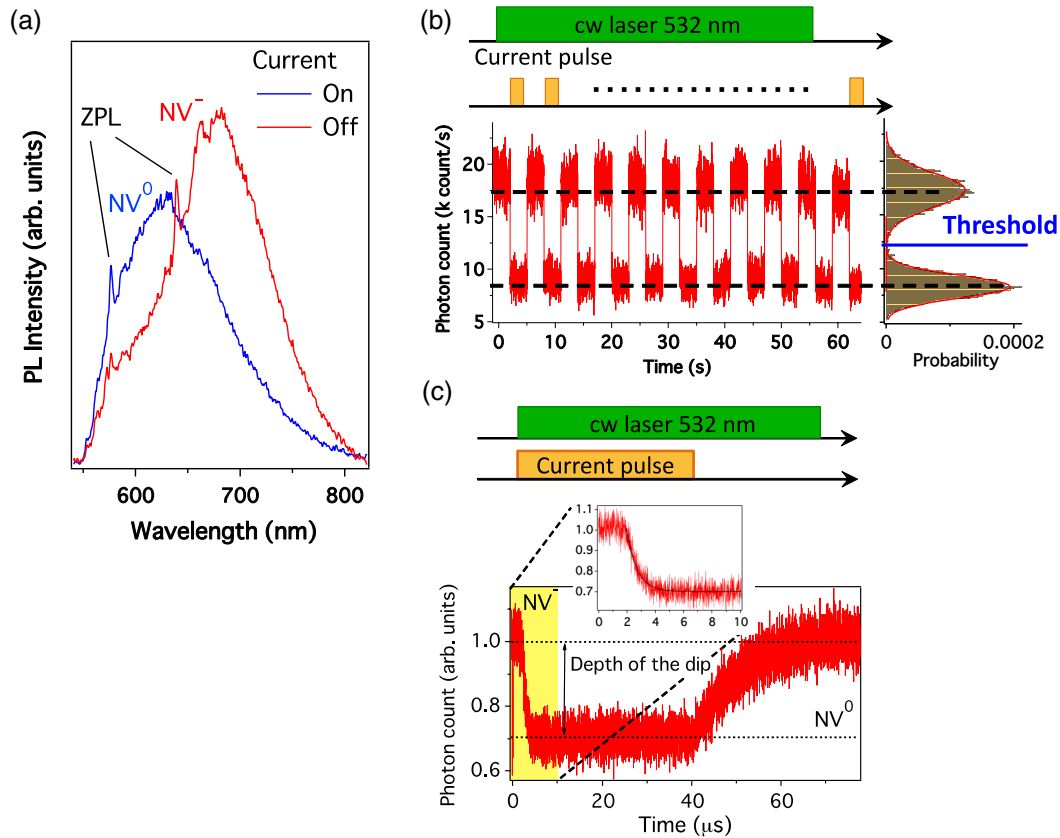 (a)
Current
On
Off
NV⁻
ZPL
NV⁰
PL Intensity (arb. units)
600
700
800
Wavelength (nm)
(b)
cw laser 532 nm
Current pulse
Photon count (k count/s)
20
15
10
5
0
10
20
30
40
50
60
Time (s)
Threshold
0
0.0002
Probability
(c)
cw laser 532 nm
Current pulse
1.1
1.0
0.9
0.8
0.7
0
2
4
6
8
10
NV⁻
Photon count (arb. units)
1.0
0.8
0.6
Depth of the dip
NV⁰
0
20
40
60
Time (μs)